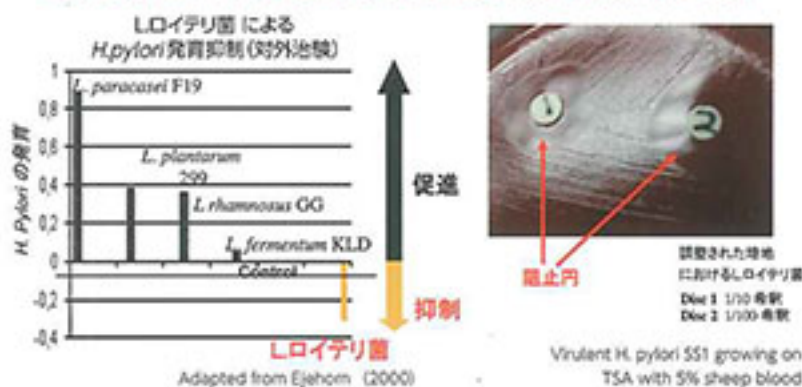 L.ロイテリ菌 による
H.pylori 発育抑制(対外治験)
H. Pylori の発育
1
0,8
0,6
0,4
0,2
0
-0,2
-0,4
L. paracasei F19
L. plantarum
299
L rhamnosus GG
L. fermentum KLD
Control
Lロイテリ菌
促進
抑制
Adapted from Ejehorn (2000)
1
2
阻止円
調整された培地
におけるLロイテリ菌
Disc 1 1/10 希釈
Disc 2 1/100 希釈
Virulent H. pylori SS1 growing on
TSA with 5% sheep blood